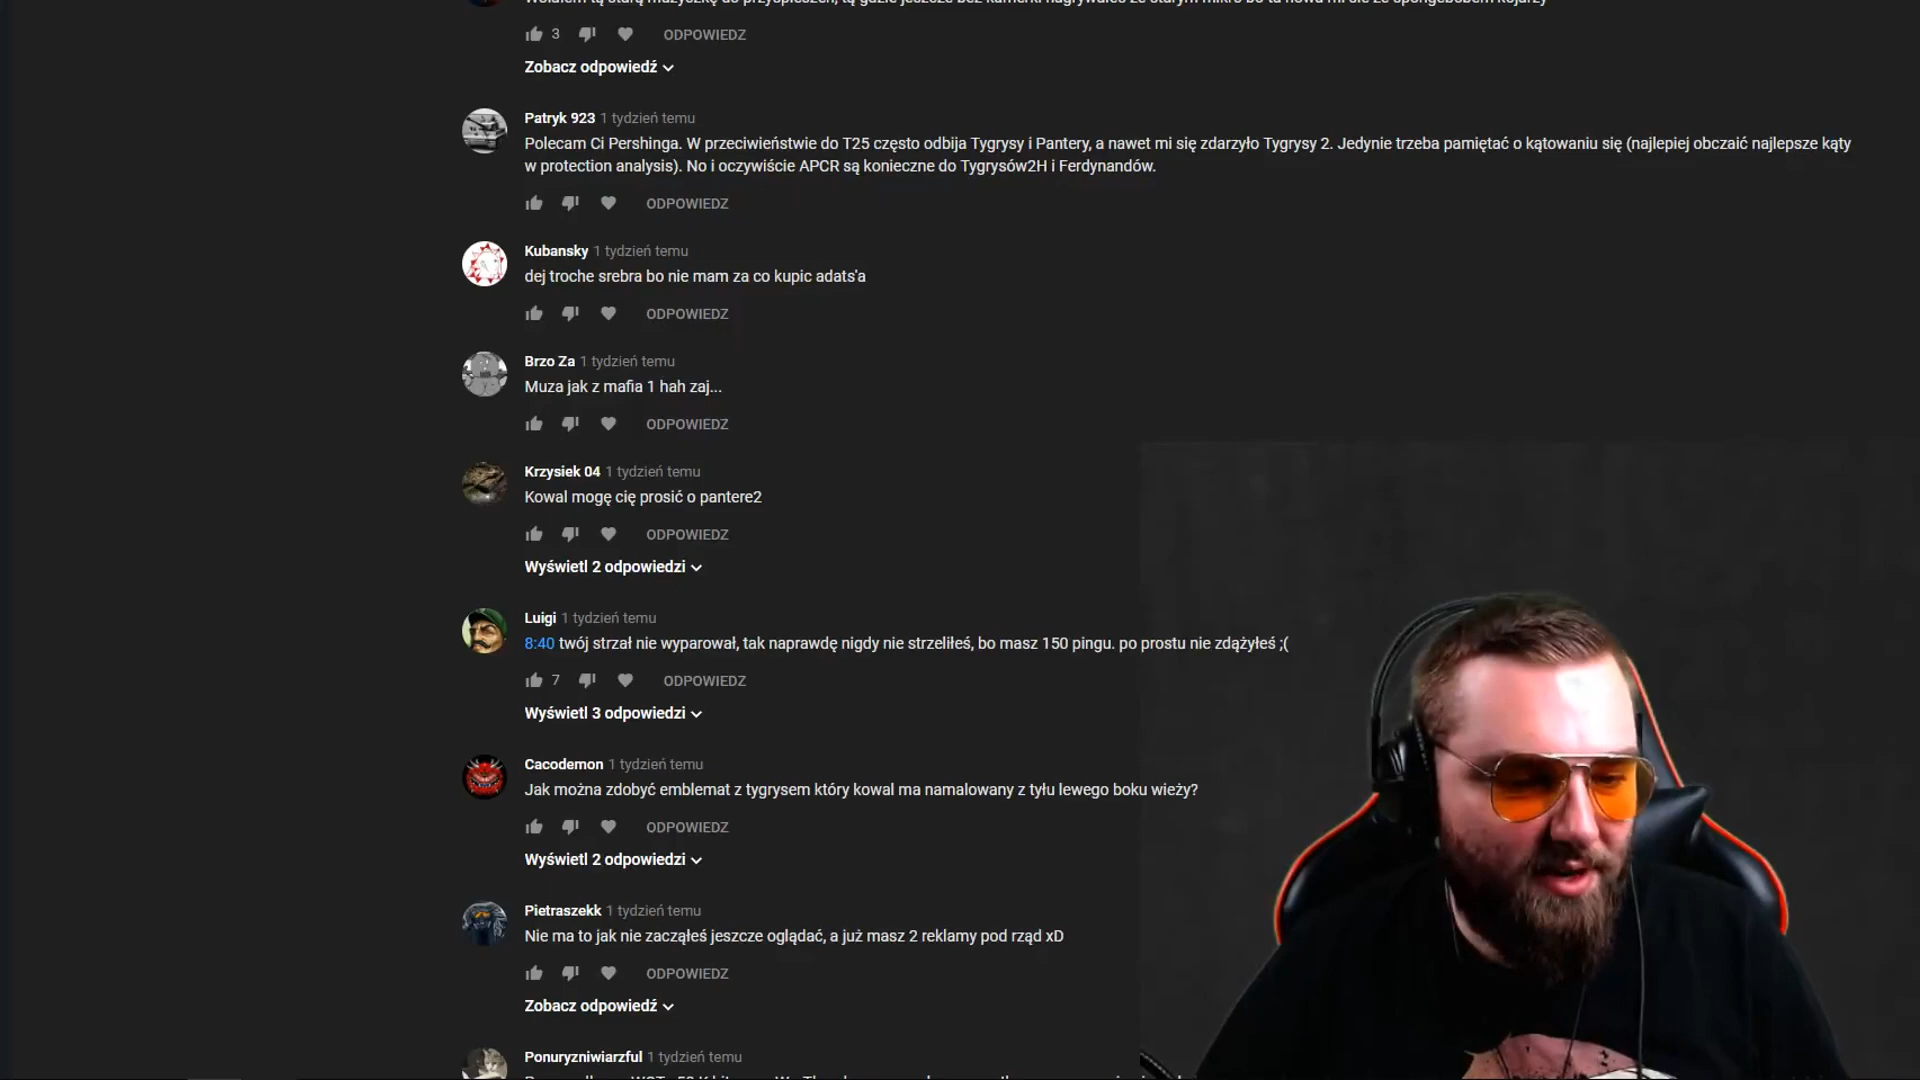 3 ODPOWIEDZ
Zobacz odpowiedź
Patryk 923 1 tydzień temu
Polecam Ci Pershinga. W przeciwieństwie do T25 często odbija Tygrysy i Pantery, a nawet mi się zdarzyło Tygrysy 2. Jedynie trzeba pamiętać o kątowaniu się (najlepiej obczaić najlepsze kąty
w protection analysis). No i oczywiście APCR są konieczne do Tygrysów2H i Ferdynandów.
ODPOWIEDZ
Kubansky 1 tydzień temu
dej troche srebra bo nie mam za co kupic adats'a
ODPOWIEDZ
Brzo Za 1 tydzień temu
Muza jak z mafia 1 hah zaj...
ODPOWIEDZ
Krzysiek 04 1 tydzień temu
Kowal mogę cię prosić o pantere2
ODPOWIEDZ
Wyświetl 2 odpowiedzi
Luigi 1 tydzień temu
8:40 twój strzał nie wyparował, tak naprawdę nigdy nie strzeliłeś, bo masz 150 pingu. po prostu nie zdążyłeś ;(
7 ODPOWIEDZ
Wyświetl 3 odpowiedzi
Cacodemon 1 tydzień temu
Jak można zdobyć emblemat z tygrysem który kowal ma namalowany z tyłu lewego boku wieży?
ODPOWIEDZ
Wyświetl 2 odpowiedzi
Pietraszekk 1 tydzień temu
Nie ma to jak nie zacząłeś jeszcze oglądać, a już masz 2 reklamy pod rząd xD
ODPOWIEDZ
Zobacz odpowiedź
Ponuryzniwiarzful 1 tydzień temu